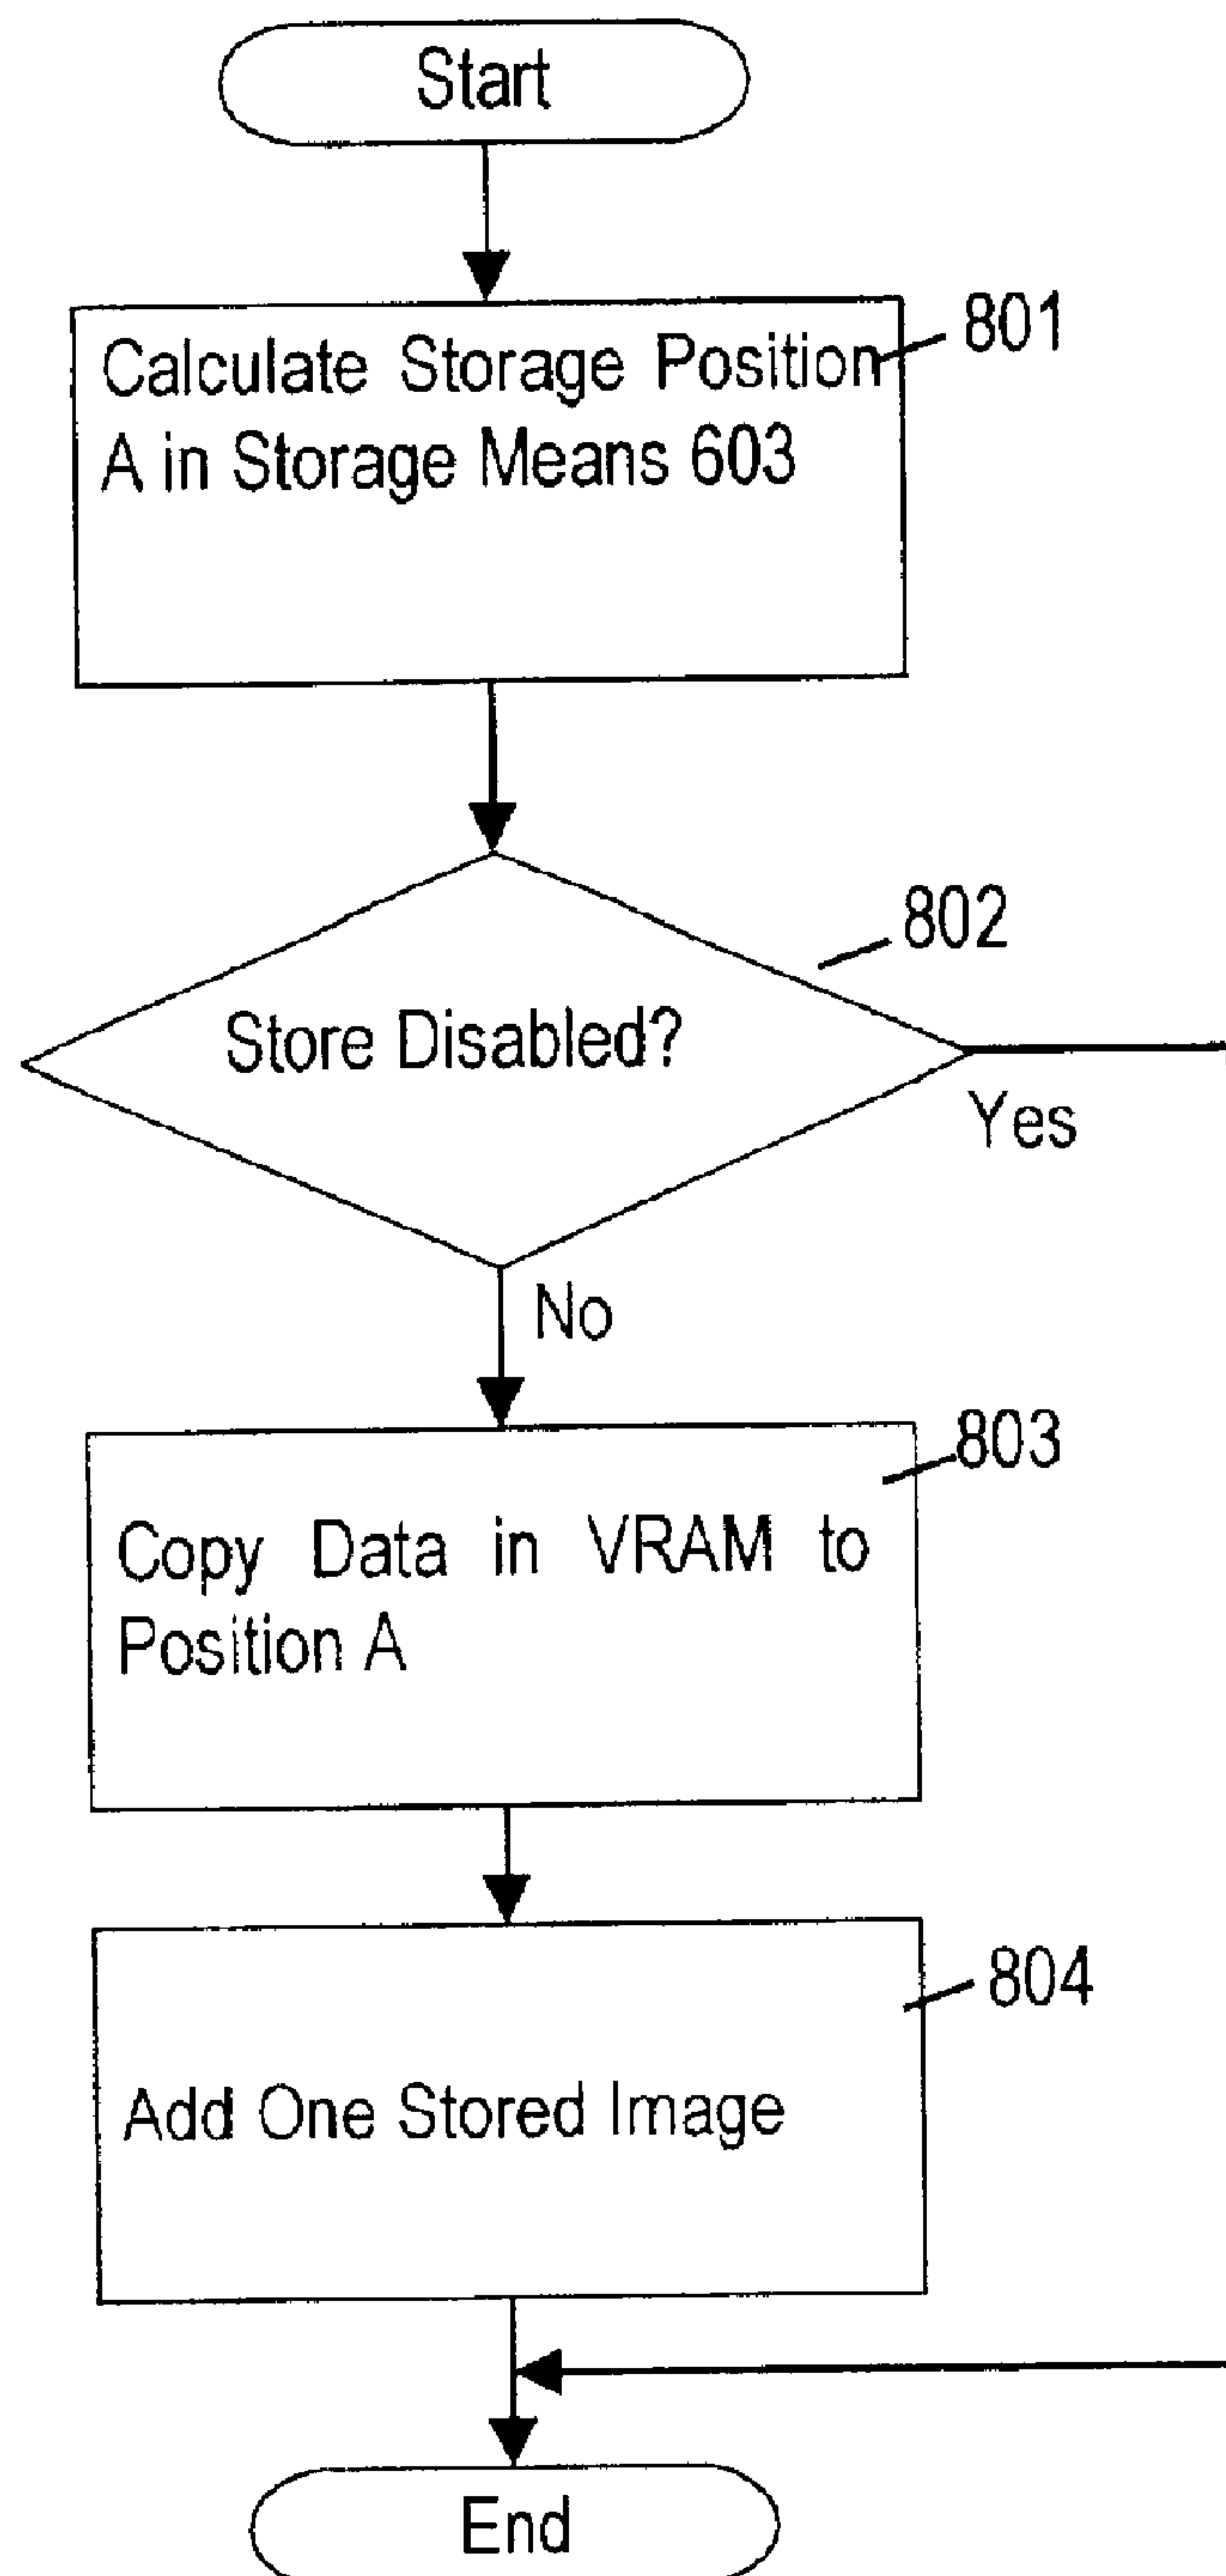 Start
Calculate Storage Position
A in Storage Means 603
801
Store Disabled?
802
Yes
No
Copy Data in VRAM to
Position A
803
Add One Stored Image
804
End